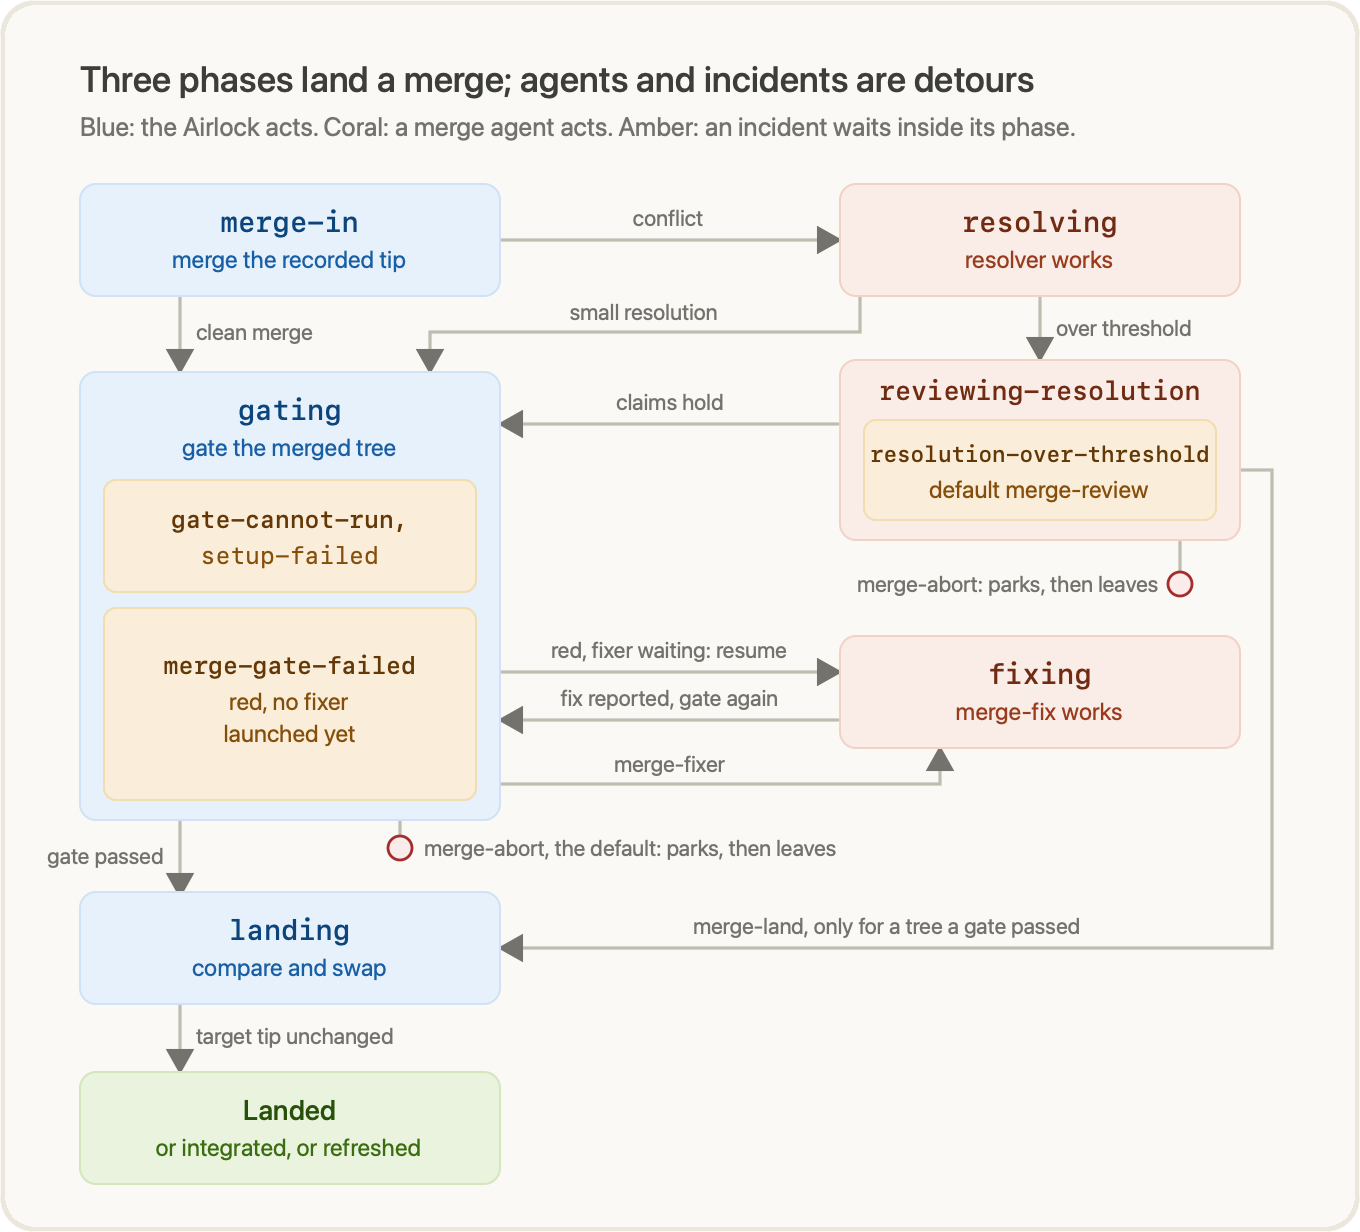 Three phases land a merge; agents and incidents are detours
Blue: the Airlock acts. Coral: a merge agent acts. Amber: an incident waits inside its phase.
merge-in
merge the recorded tip
conflict
resolving
resolver works
clean merge
small resolution
over threshold
gating
gate the merged tree
claims hold
reviewing-resolution
resolution-over-threshold
default merge-review
gate-cannot-run,
setup-failed
merge-abort: parks, then leaves
merge-gate-failed
red, no fixer
launched yet
red, fixer waiting: resume
fix reported, gate again
merge-fixer
fixing
merge-fix works
gate passed
merge-abort, the default: parks, then leaves
landing
compare and swap
merge-land, only for a tree a gate passed
target tip unchanged
Landed
or integrated, or refreshed